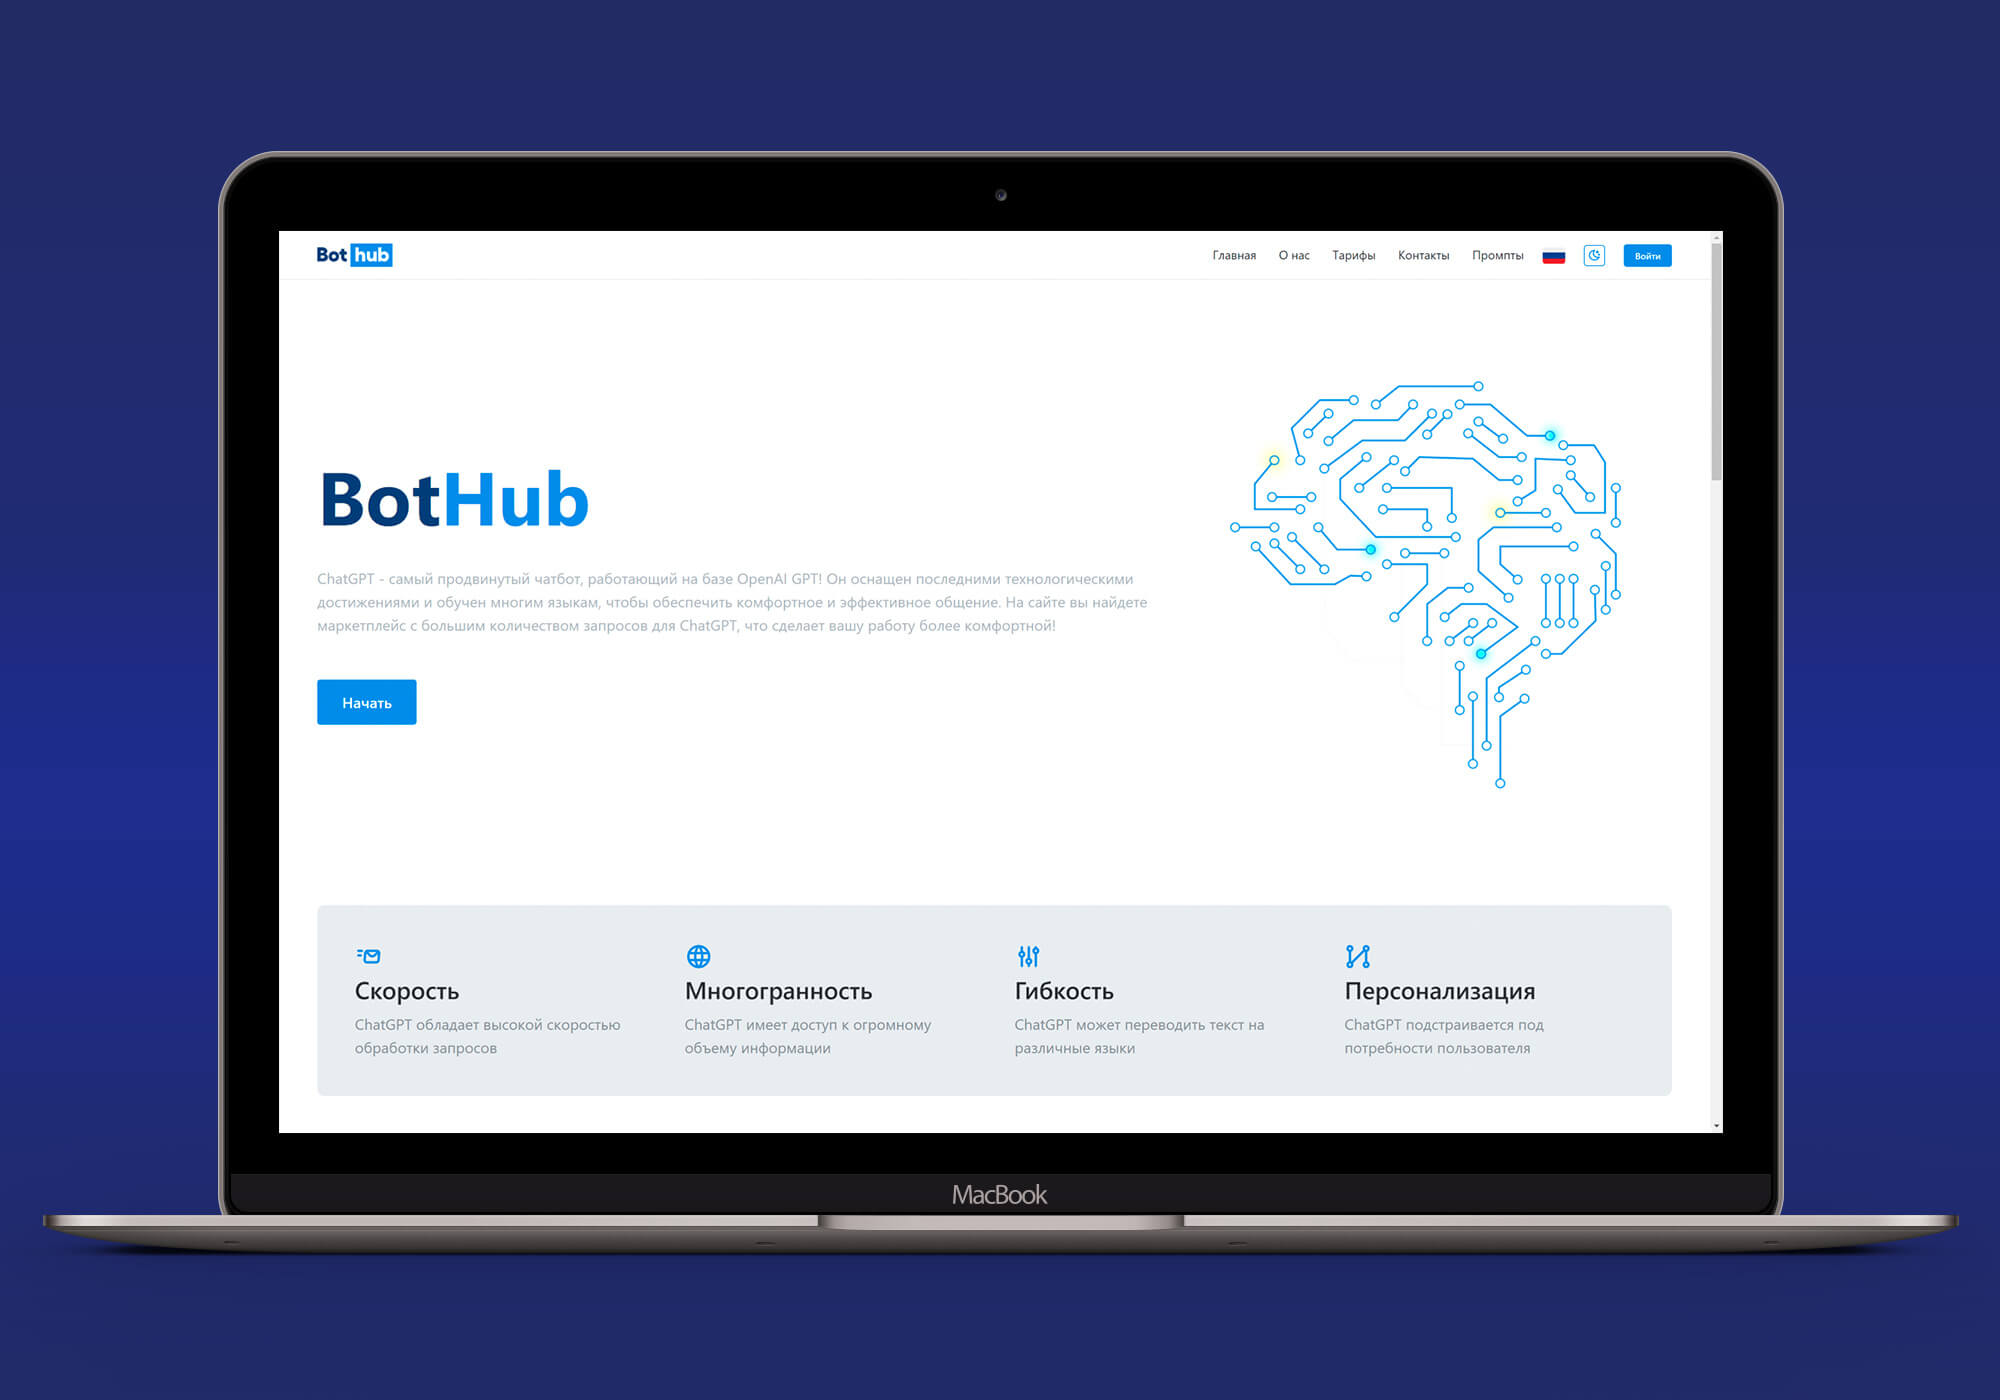 Bot hub
Главная О нас Тарифы Контакты Промпты Войти
BotHub
ChatGPT - самый продвинутый чатбот, работающий на базе OpenAI GPT! Он оснащен последними технологическими
достижениями и обучен многим языкам, чтобы обеспечить комфортное и эффективное общение. На сайте вы найдете
маркетплейс с большим количеством запросов для ChatGPT, что сделает вашу работу более комфортной!
Начать
Скорость
ChatGPT обладает высокой скоростью
обработки запросов
Многогранность
ChatGPT имеет доступ к огромному
объему информации
Гибкость
ChatGPT может переводить текст на
различные языки
Персонализация
ChatGPT подстраивается под
потребности пользователя
MacBook